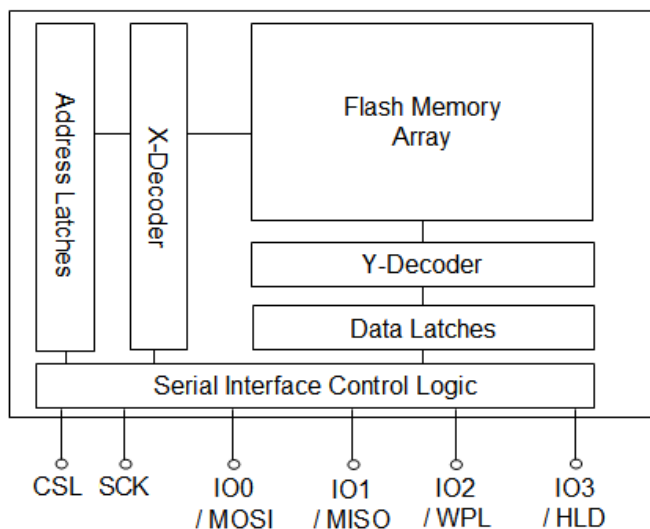 Address Latches
X-Decoder
Flash Memory
Array
Y-Decoder
Data Latches
Serial Interface Control Logic
CSL
SCK
IO0
/ MOSI
IO1
/ MISO
IO2
/ WPL
IO3
/ HLD